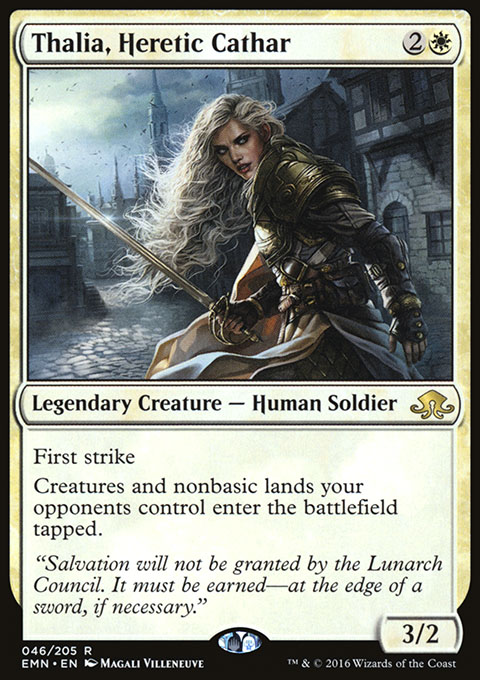 Thalia, Heretic Cathar 2
Legendary Creature — Human Soldier
First strike
Creatures and nonbasic lands your
opponents control enter the battlefield
tapped.
“Salvation will not be granted by the Lunarch
Council. It must be earned—at the edge of a
sword, if necessary.”
3/2
046/205 R
EMN • EN Magali Villeneuve
™ & © 2016 Wizards of the Coast